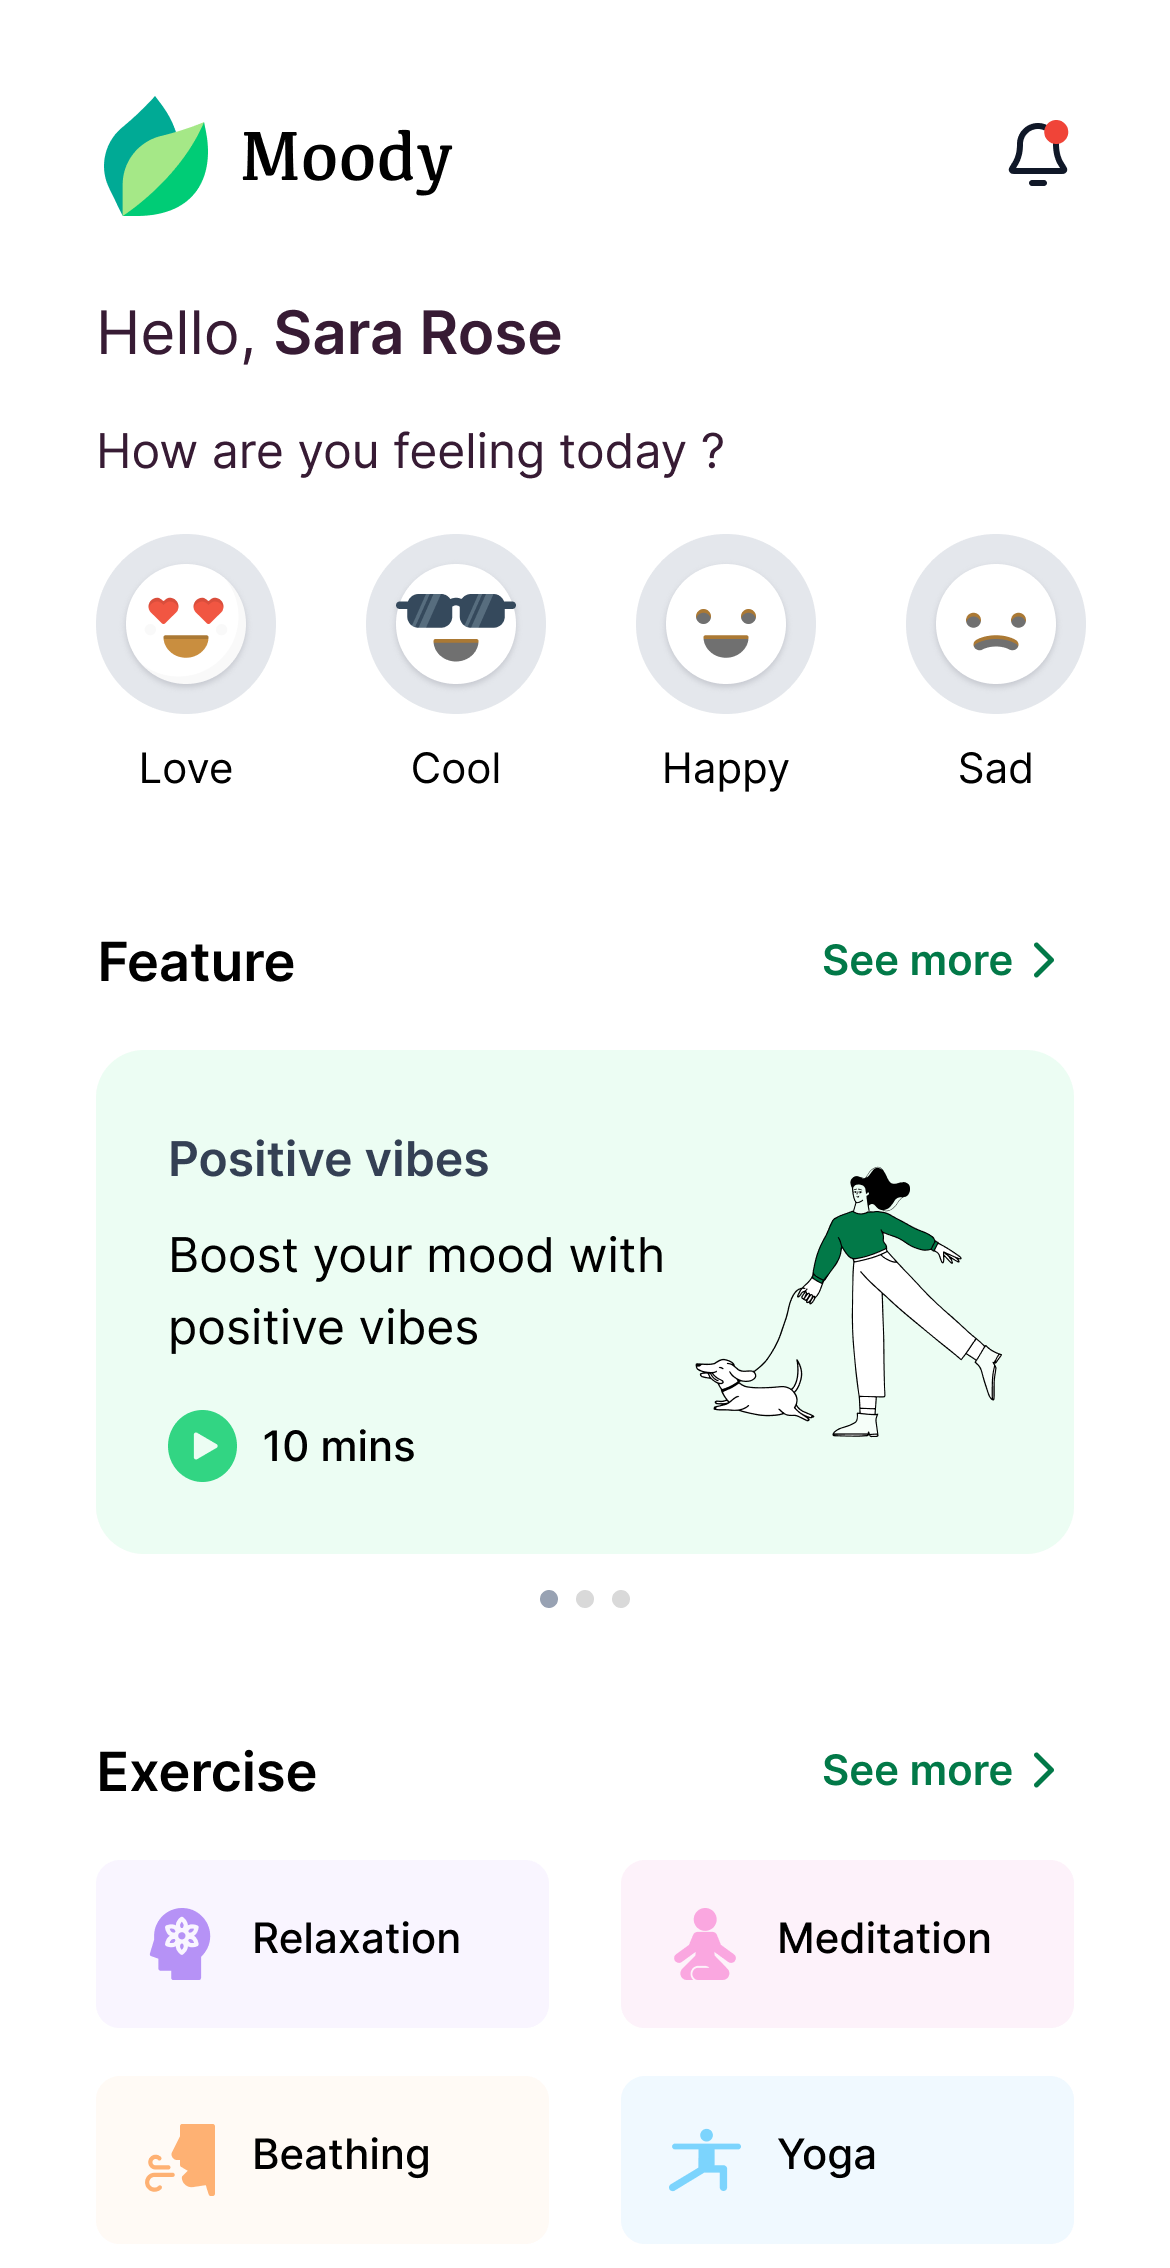 Moody
Hello, Sara Rose
How are you feeling today ?
Love Cool Happy Sad
Feature See more
Positive vibes
Boost your mood with
positive vibes
10 mins
Exercise See more
Relaxation Meditation
Beathing Yoga